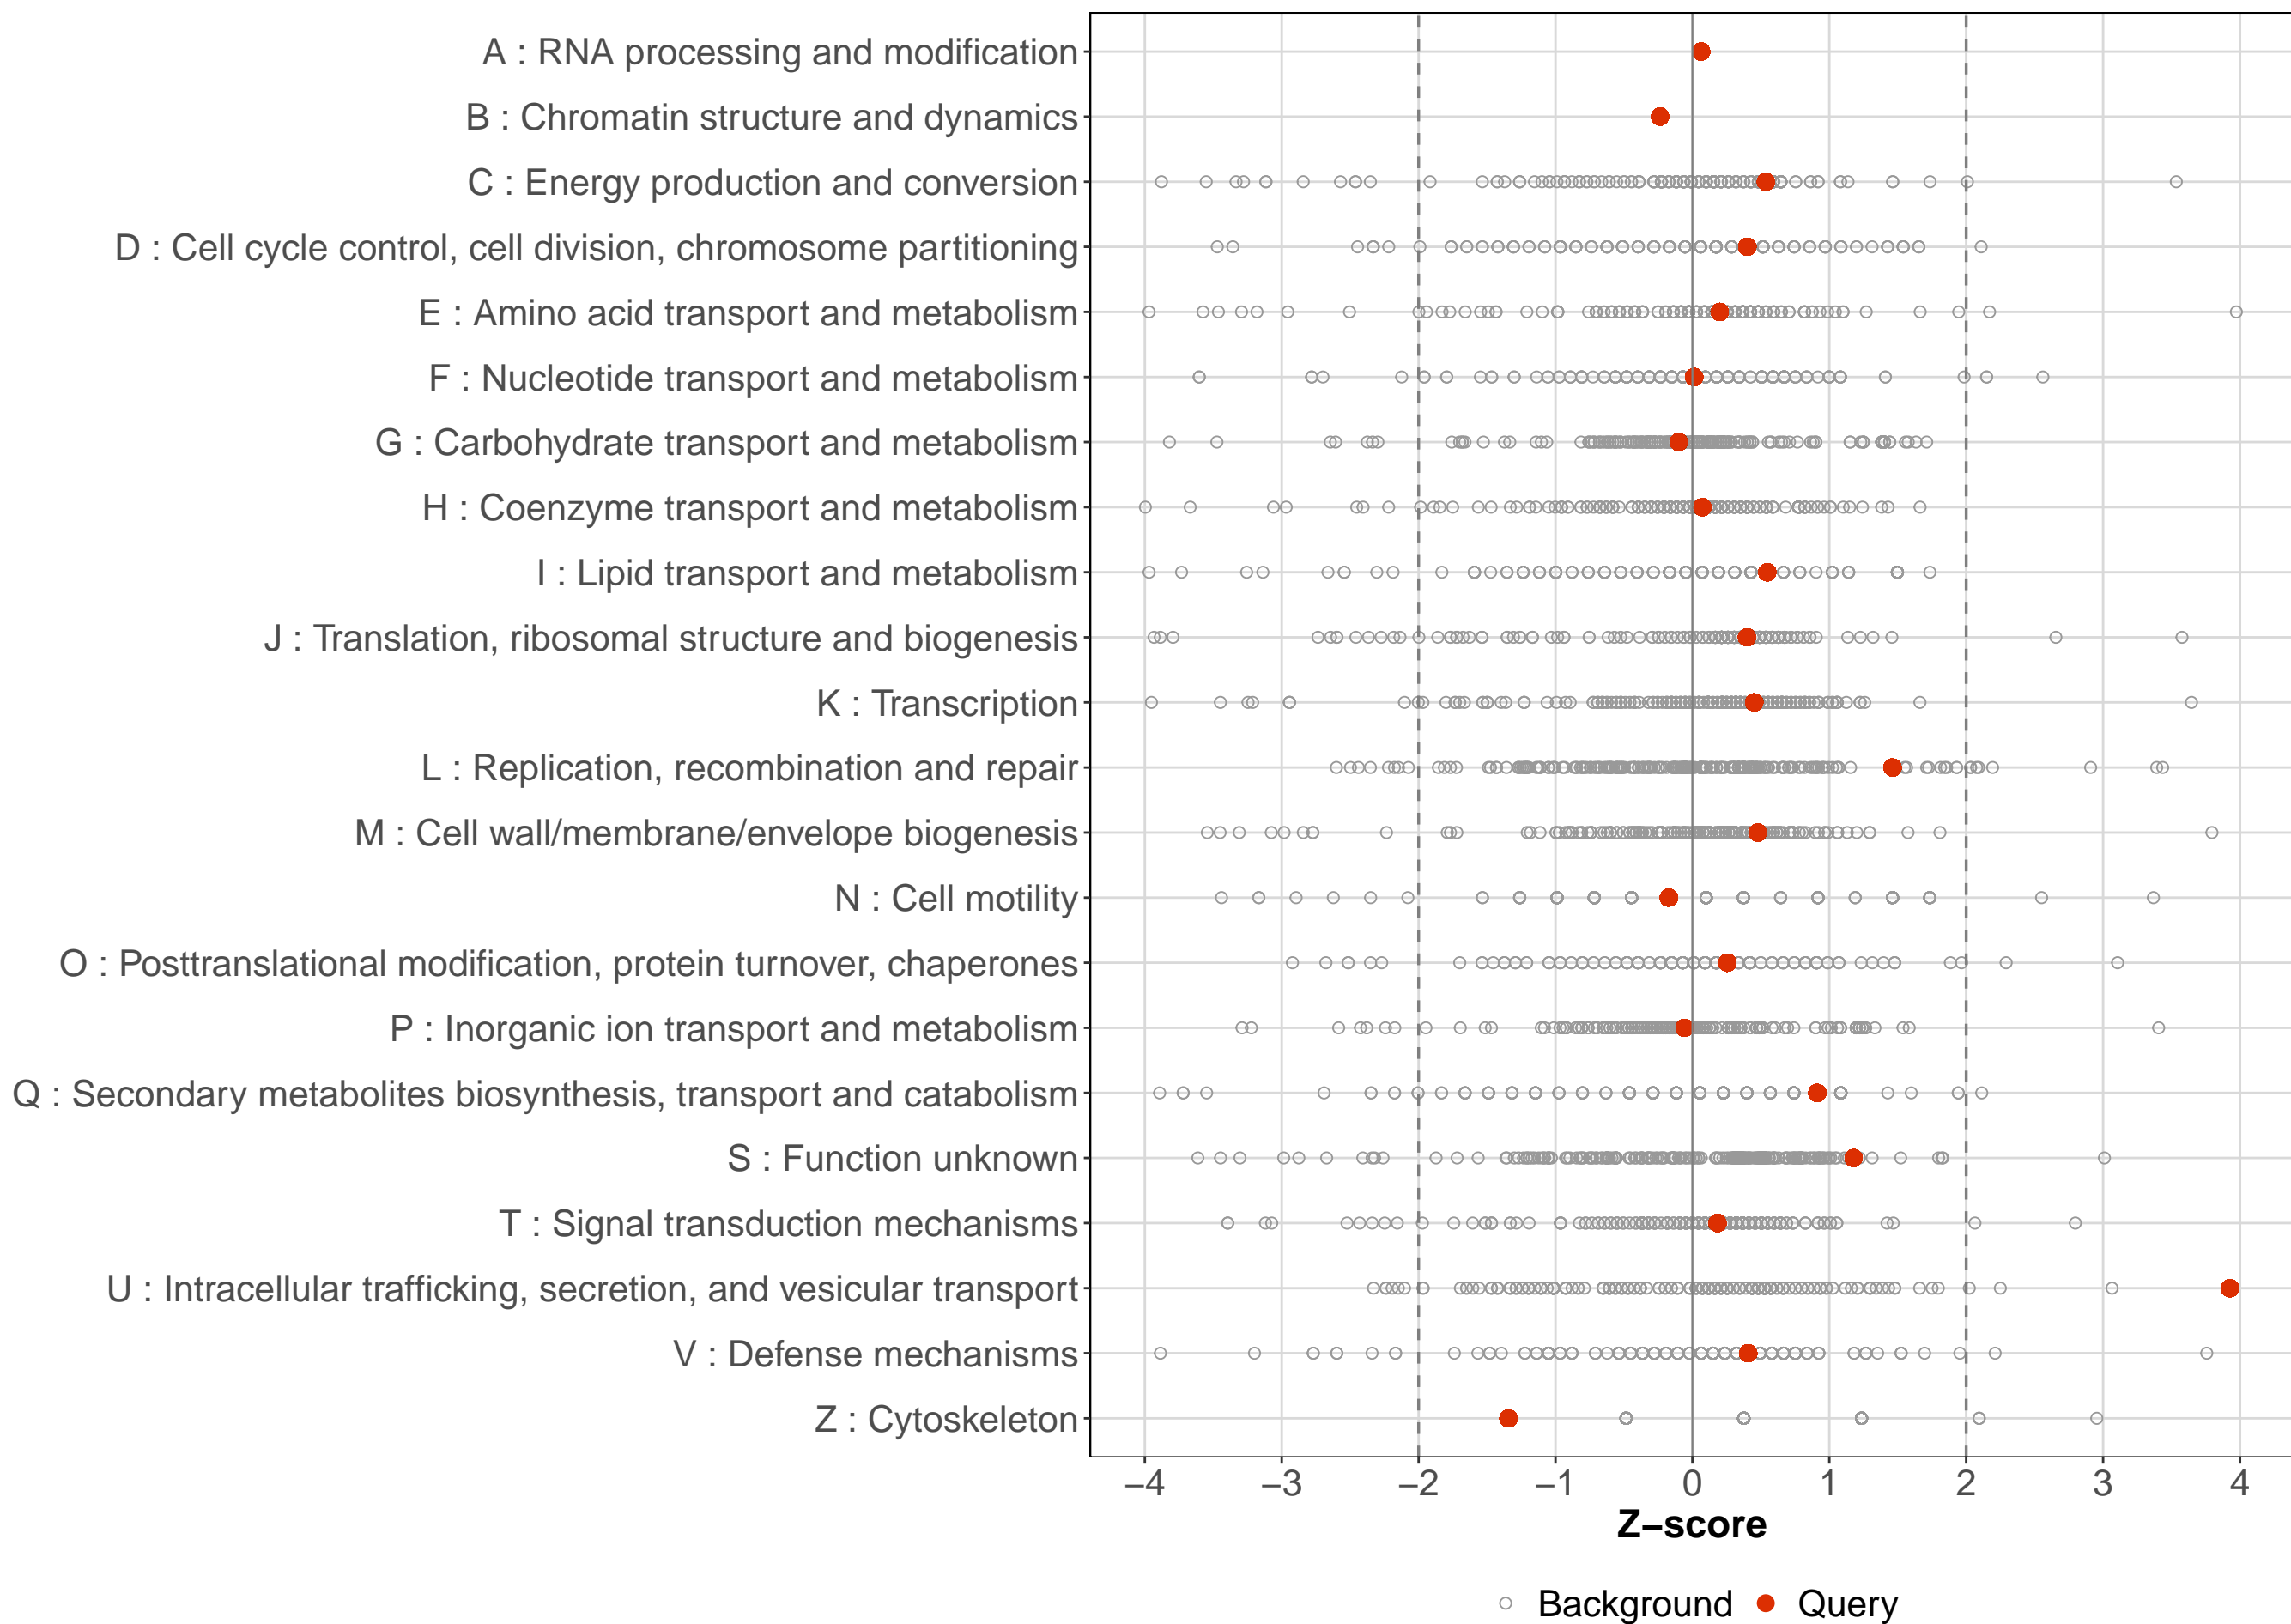 A : RNA processing and modification
B : Chromatin structure and dynamics
C : Energy production and conversion
D : Cell cycle control, cell division, chromosome partitioning
E : Amino acid transport and metabolism
F : Nucleotide transport and metabolism
G : Carbohydrate transport and metabolism
H : Coenzyme transport and metabolism
I : Lipid transport and metabolism
J : Translation, ribosomal structure and biogenesis
K : Transcription
L : Replication, recombination and repair
M : Cell wall/membrane/envelope biogenesis
N : Cell motility
O : Posttranslational modification, protein turnover, chaperones
P : Inorganic ion transport and metabolism
Q : Secondary metabolites biosynthesis, transport and catabolism
S : Function unknown
T : Signal transduction mechanisms
U : Intracellular trafficking, secretion, and vesicular transport
V : Defense mechanisms
Z : Cytoskeleton
−4 −3 −2 −1 0 1 2 3 4
Z−score
Background Query